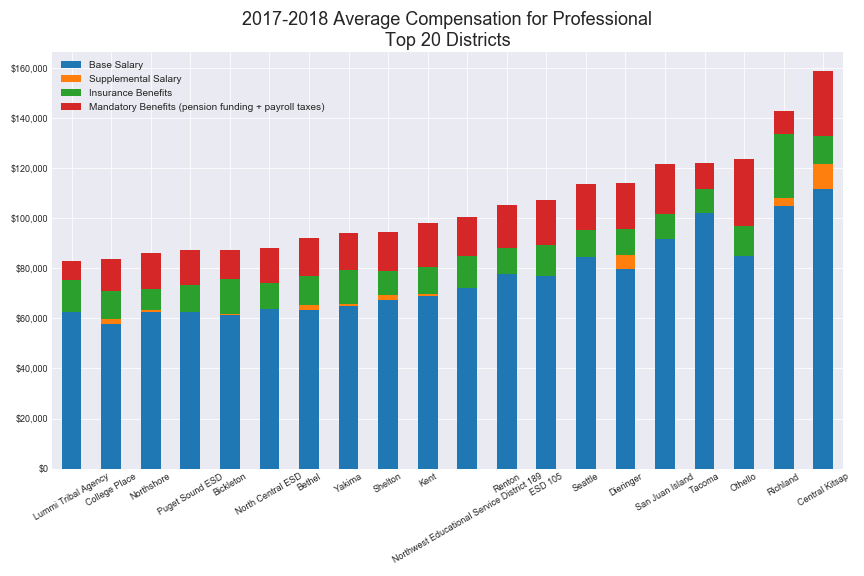 2017-2018 Average Compensation for Professional
Top 20 Districts
Base Salary
Supplemental Salary
Insurance Benefits
Mandatory Benefits (pension funding + payroll taxes)
$160,000
$140,000
$120,000
$100,000
$80,000
$60,000
$40,000
$20,000
$0
Lummi Tribal Agency
College Place
Northshore
Puget Sound ESD
Bickleton
North Central ESD
Bethel
Yakima
Shelton
Kent
Northwest Educational Service District 189
Renton
ESD 105
Seattle
Dieringer
San Juan Island
Tacoma
Othello
Richland
Central Kitsap